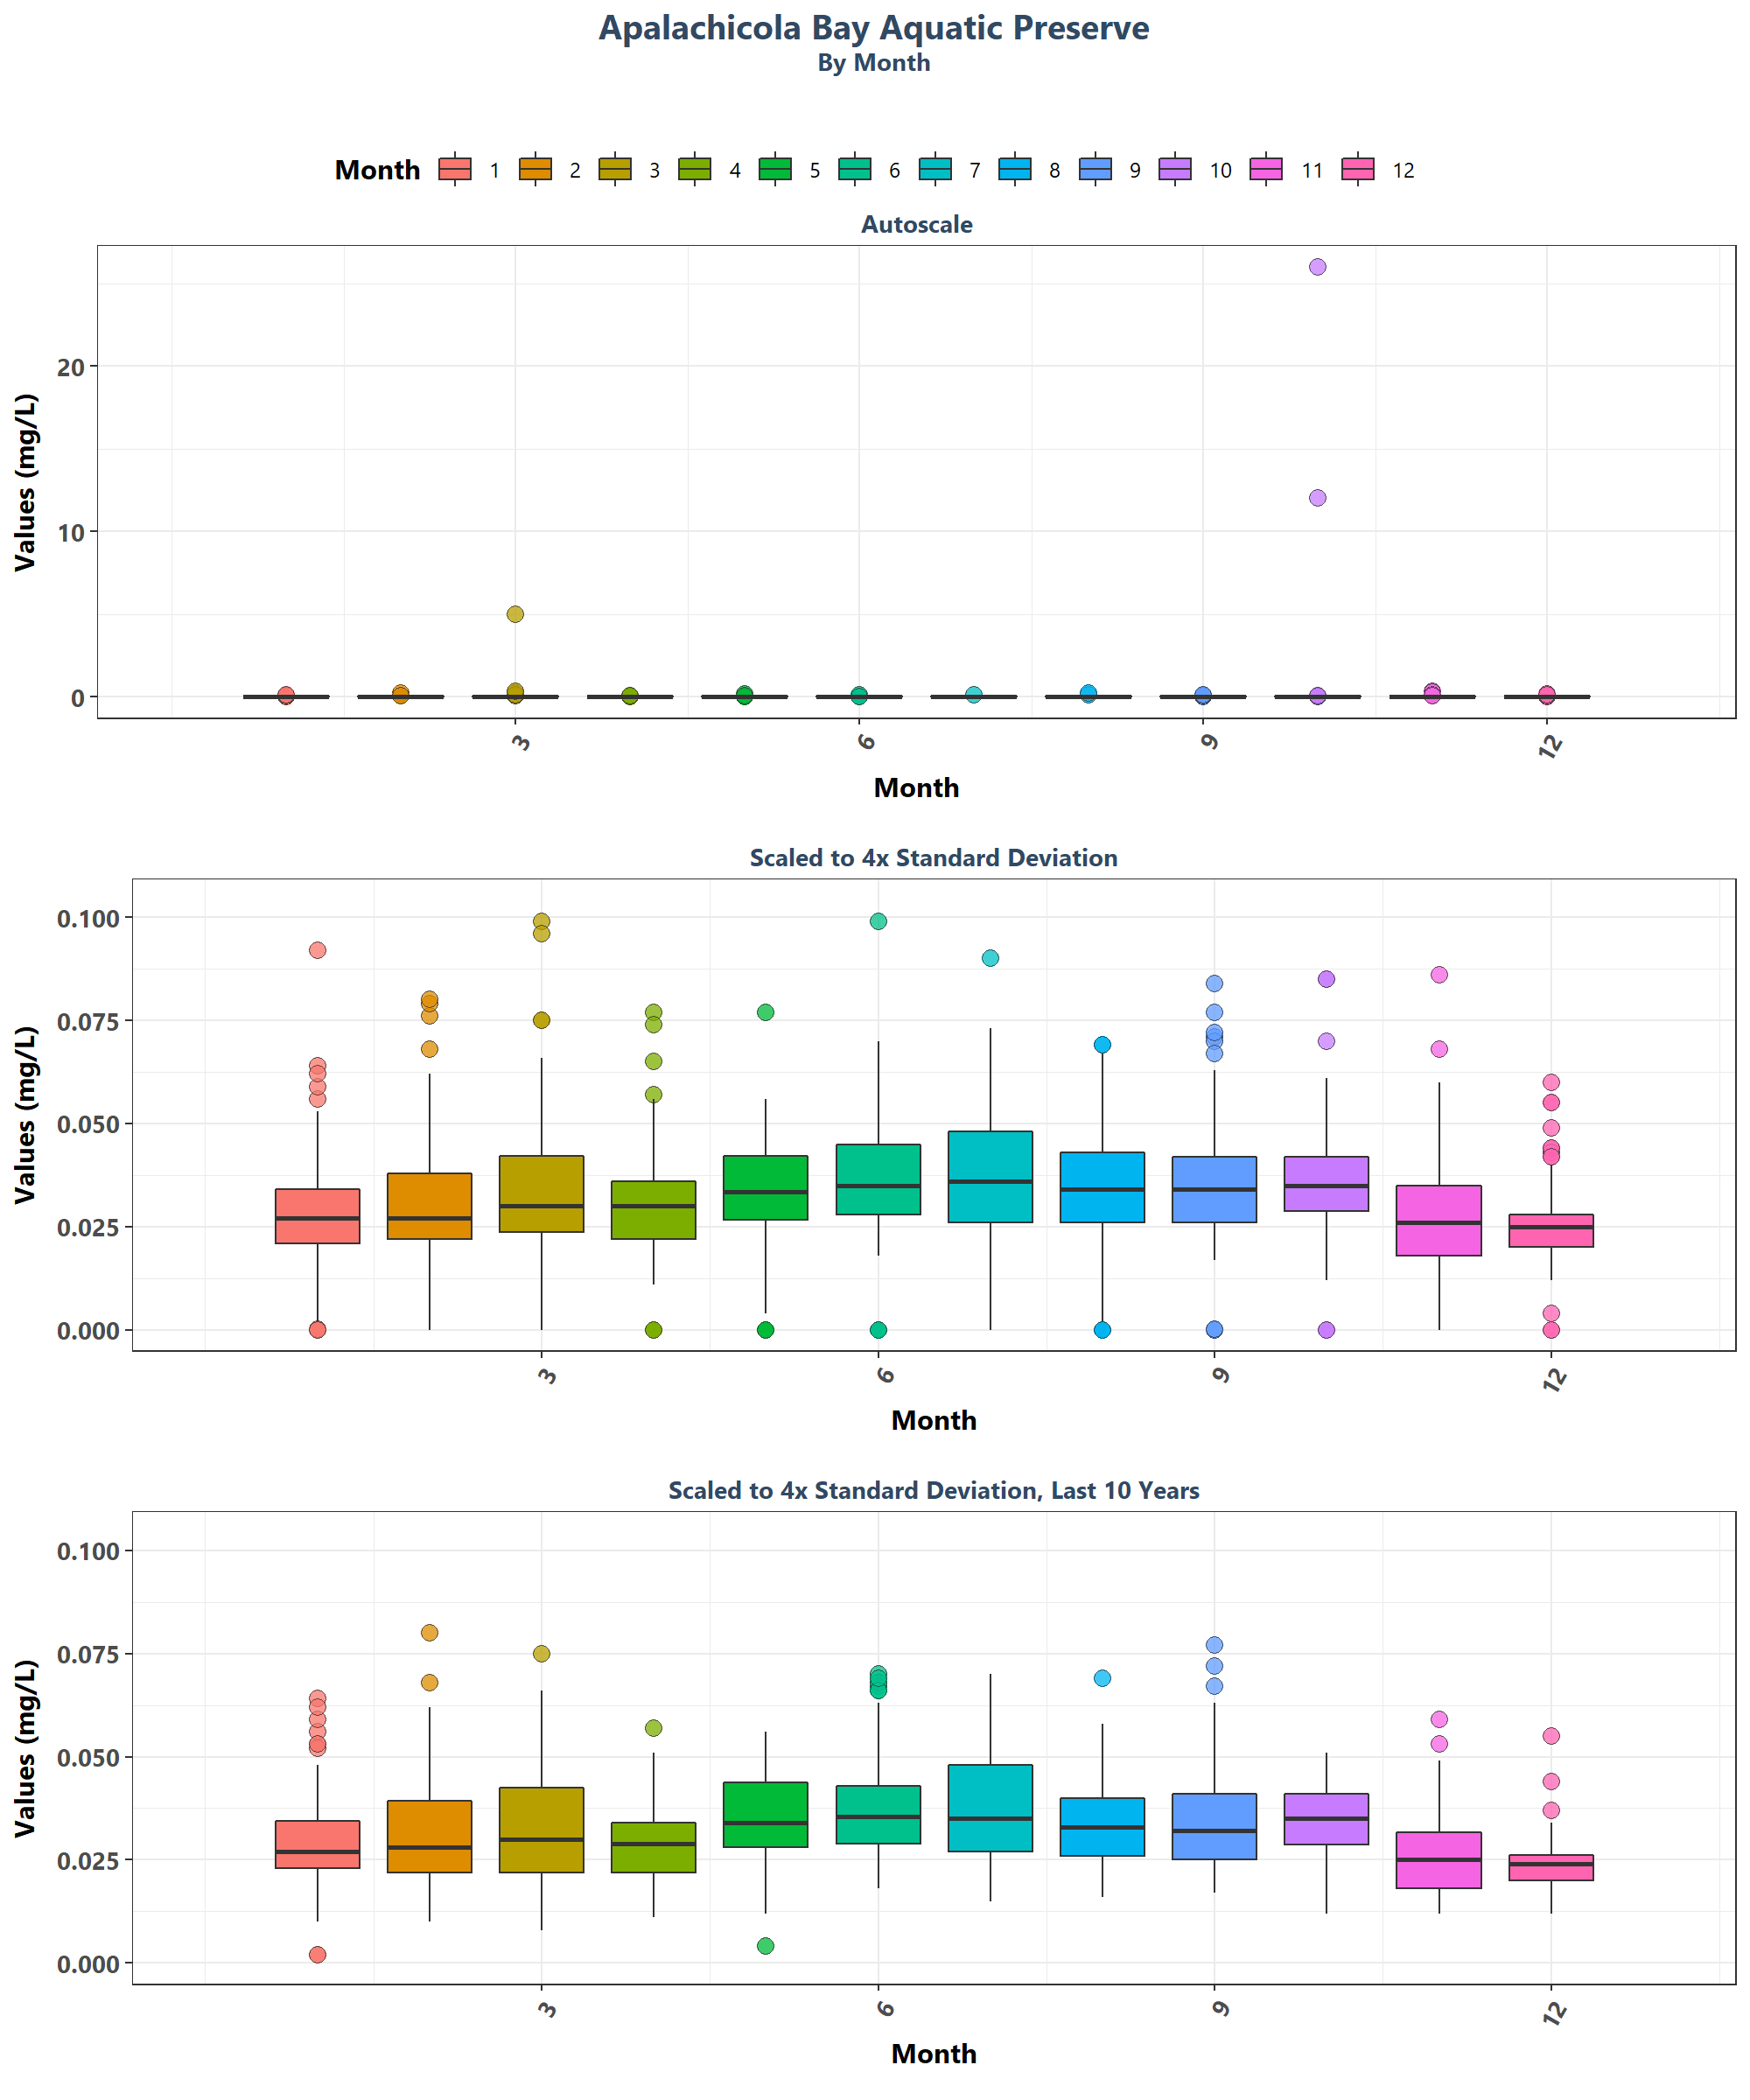 Apalachicola Bay Aquatic Preserve
By Month
Month 1 2 3 4 5 6 7 8 9 10 11 12
Autoscale
Values (mg/L)
20
10
0
3 6 9 12
Month
Scaled to 4x Standard Deviation
Values (mg/L)
0.100
0.075
0.050
0.025
0.000
3 6 9 12
Month
Scaled to 4x Standard Deviation, Last 10 Years
Values (mg/L)
0.100
0.075
0.050
0.025
0.000
3 6 9 12
Month